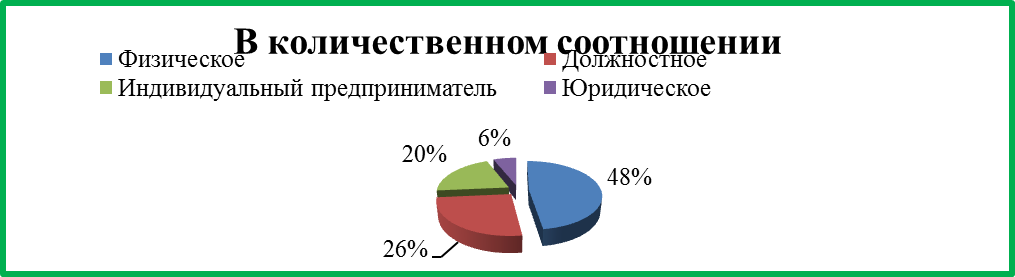 В количественном соотношении
Физическое
Должностное
Индивидуальный предприниматель
Юридическое
6%
20%
48%
26%